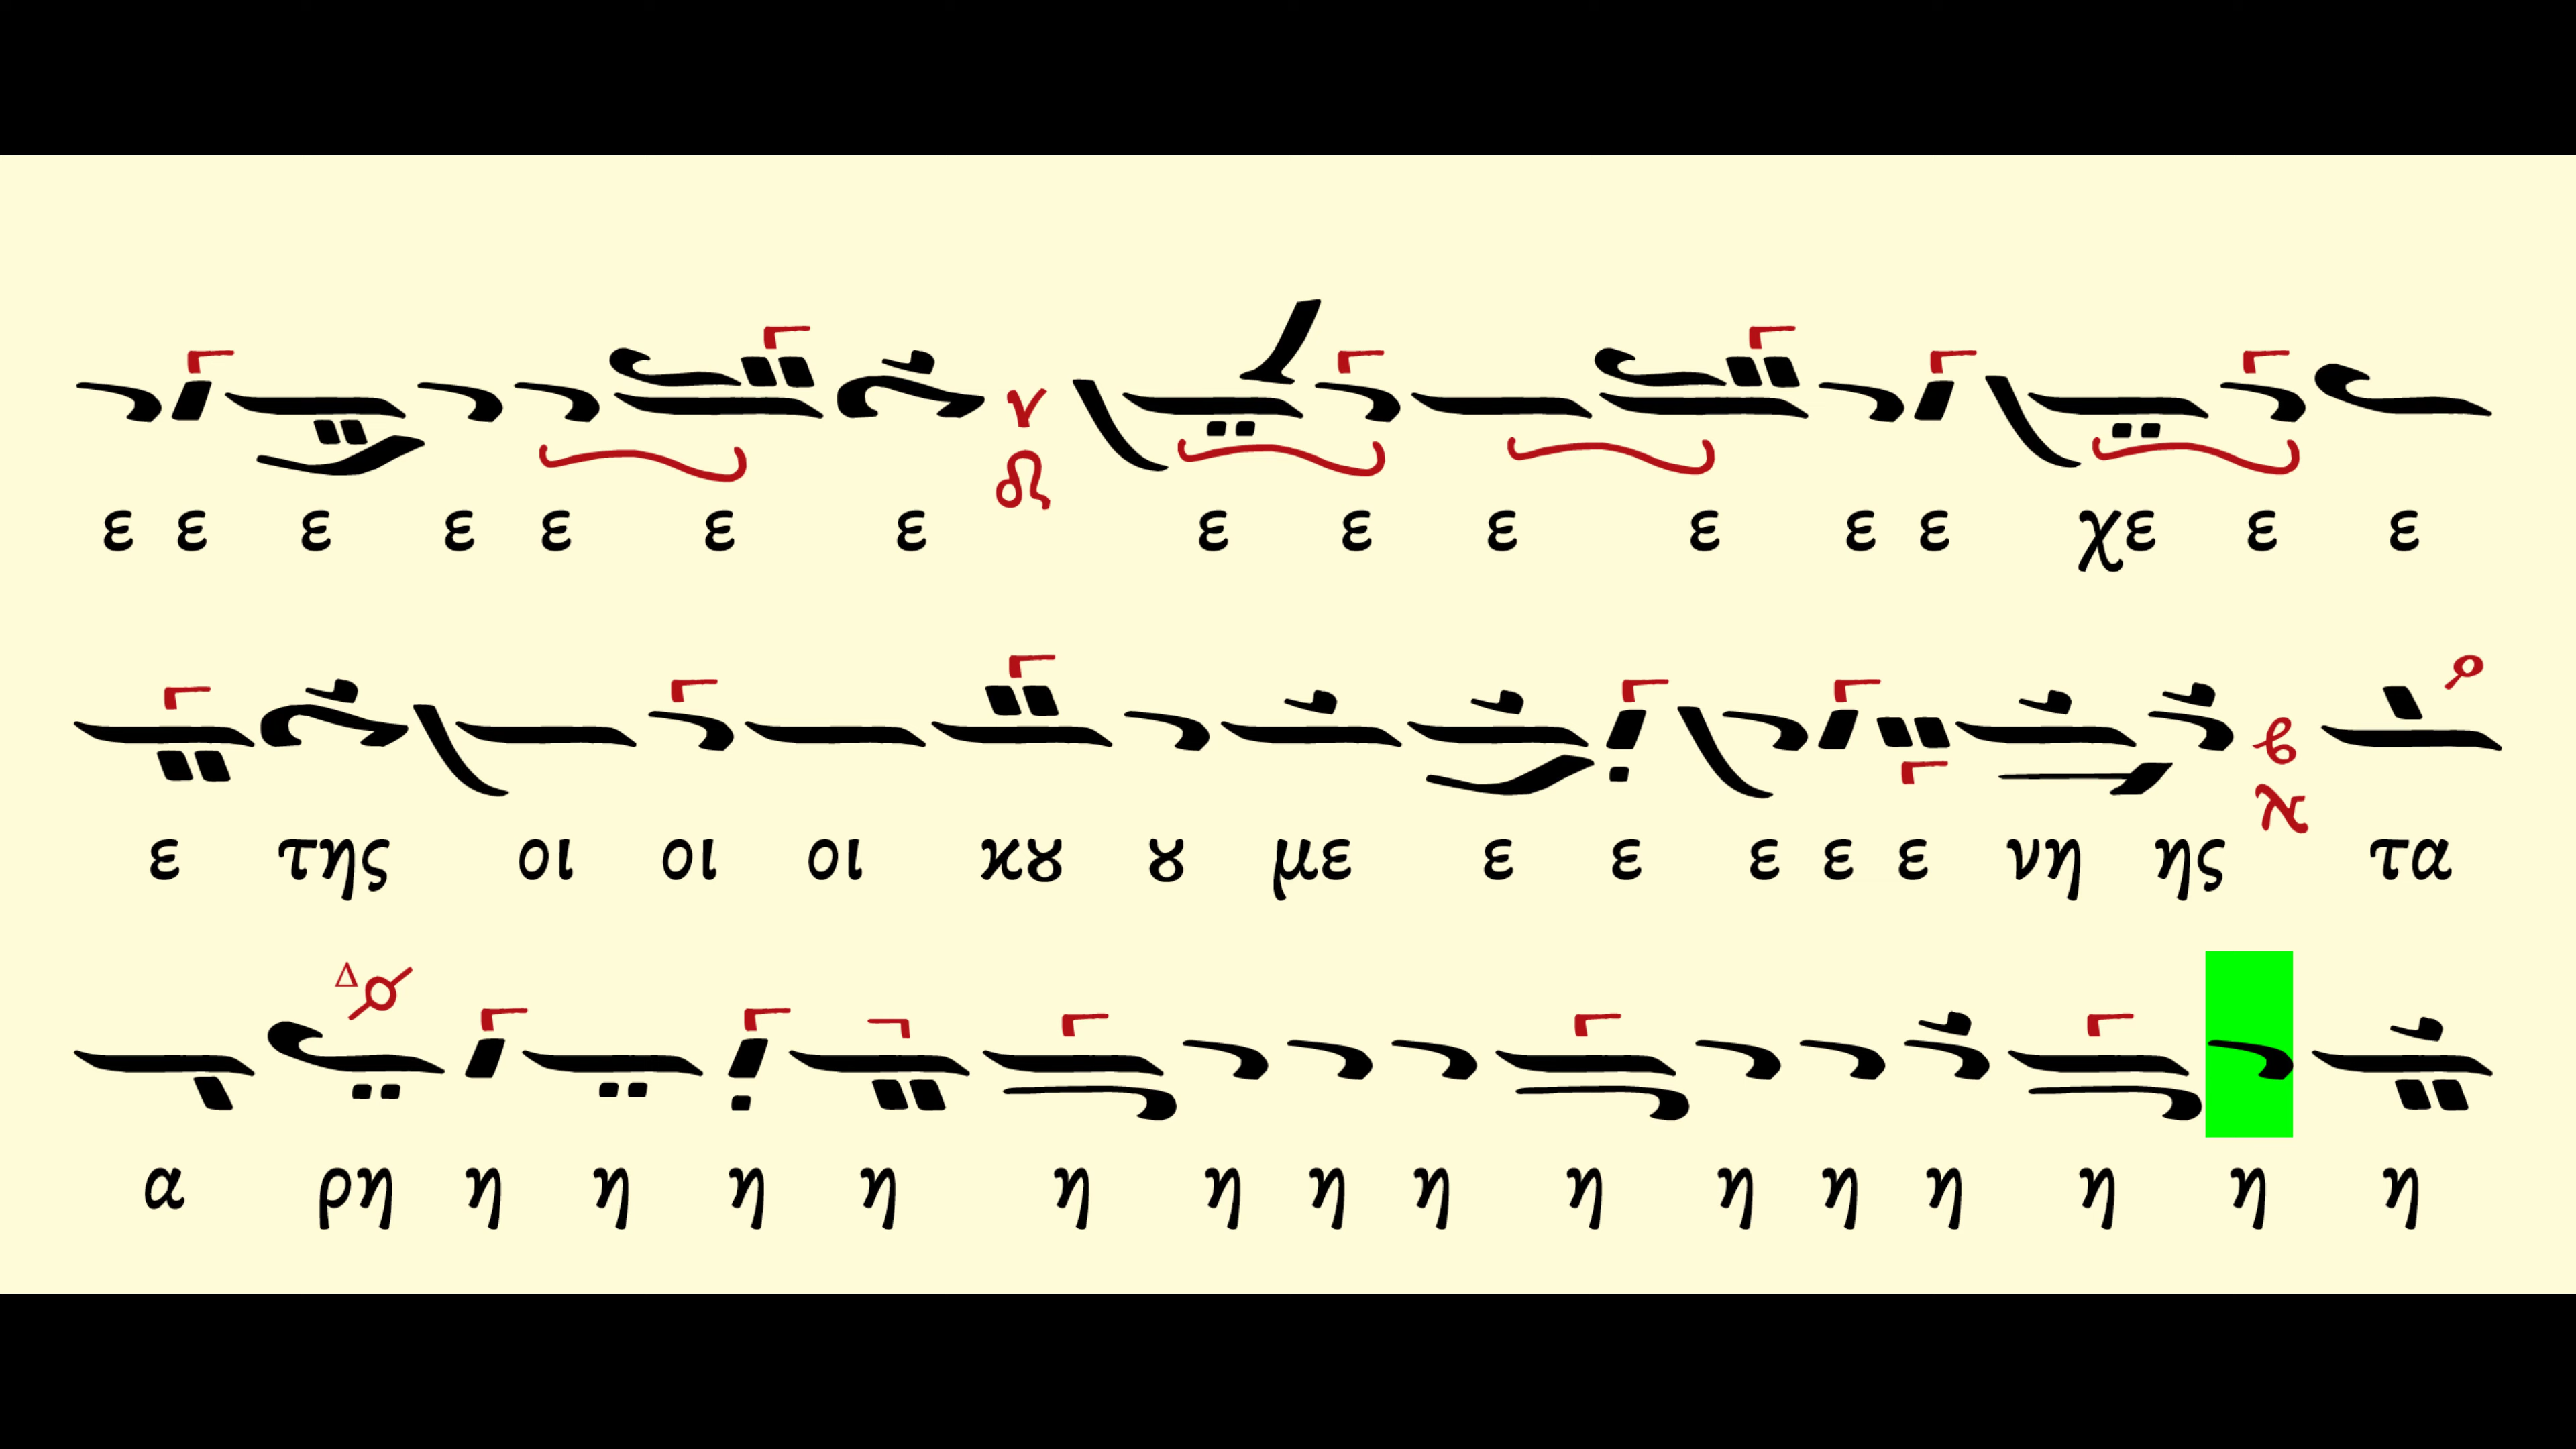 ε ε ε ε ε ε ε ε ε ε ε ε ε χε ε ε
ε της οι οι οι κȣ ȣ με ε ε ε ε ε νη ης τα
α ρη η η η η η η η η η η η η η η η